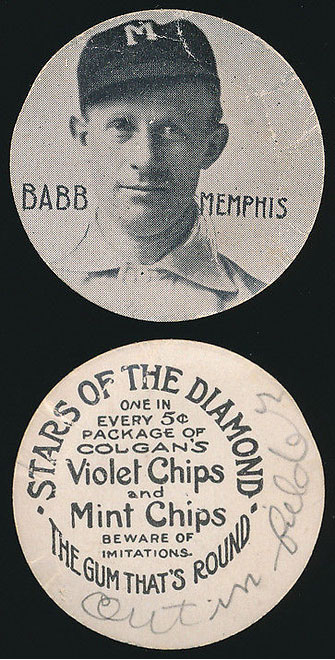 M
BABB MEMPHIS
·STARS OF THE DIAMOND·
ONE IN
EVERY 5¢
PACKAGE OF
COLGAN'S
Violet Chips
and
Mint Chips
BEWARE OF
IMITATIONS.
THE GUM THAT'S ROUND
Out in field